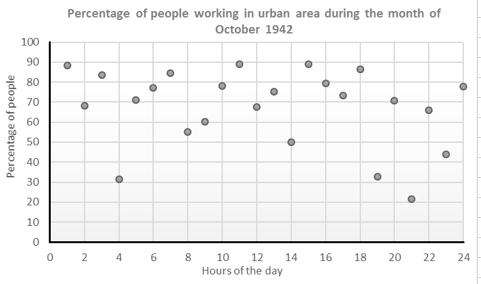 Percentage of people working in urban area during the month of
October 1942
Percentage of people
100
90
80
70
60
50
40
30
20
10
0
0 2 4 6 8 10 12 14 16 18 20 22 24
Hours of the day